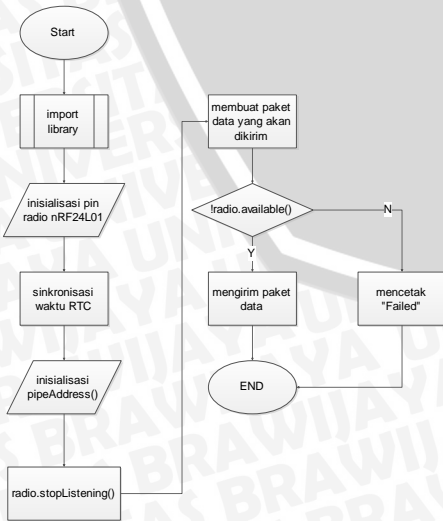 Start
import
library
inisialisasi pin
radio nRF24L01
sinkronisasi
waktu RTC
inisialisasi
pipeAddress()
radio.stopListening()
membuat paket
data yang akan
dikirim
!radio.available()
N
Y
mengirim paket
data
mencetak
"Failed"
END